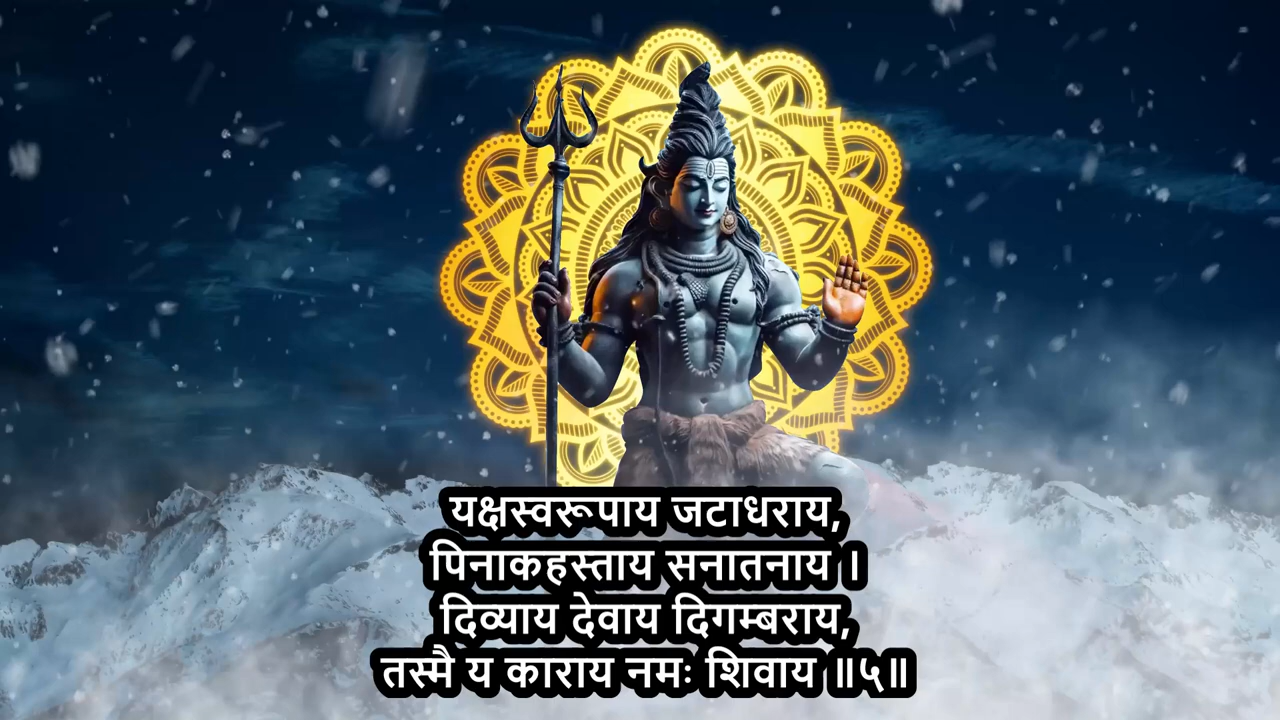 यक्षस्वरूपाय जटाधराय,
पिनाकहस्ताय सनातनाय ।
दिव्याय देवाय दिगम्बराय,
तस्मै य काराय नमः शिवाय ॥५॥